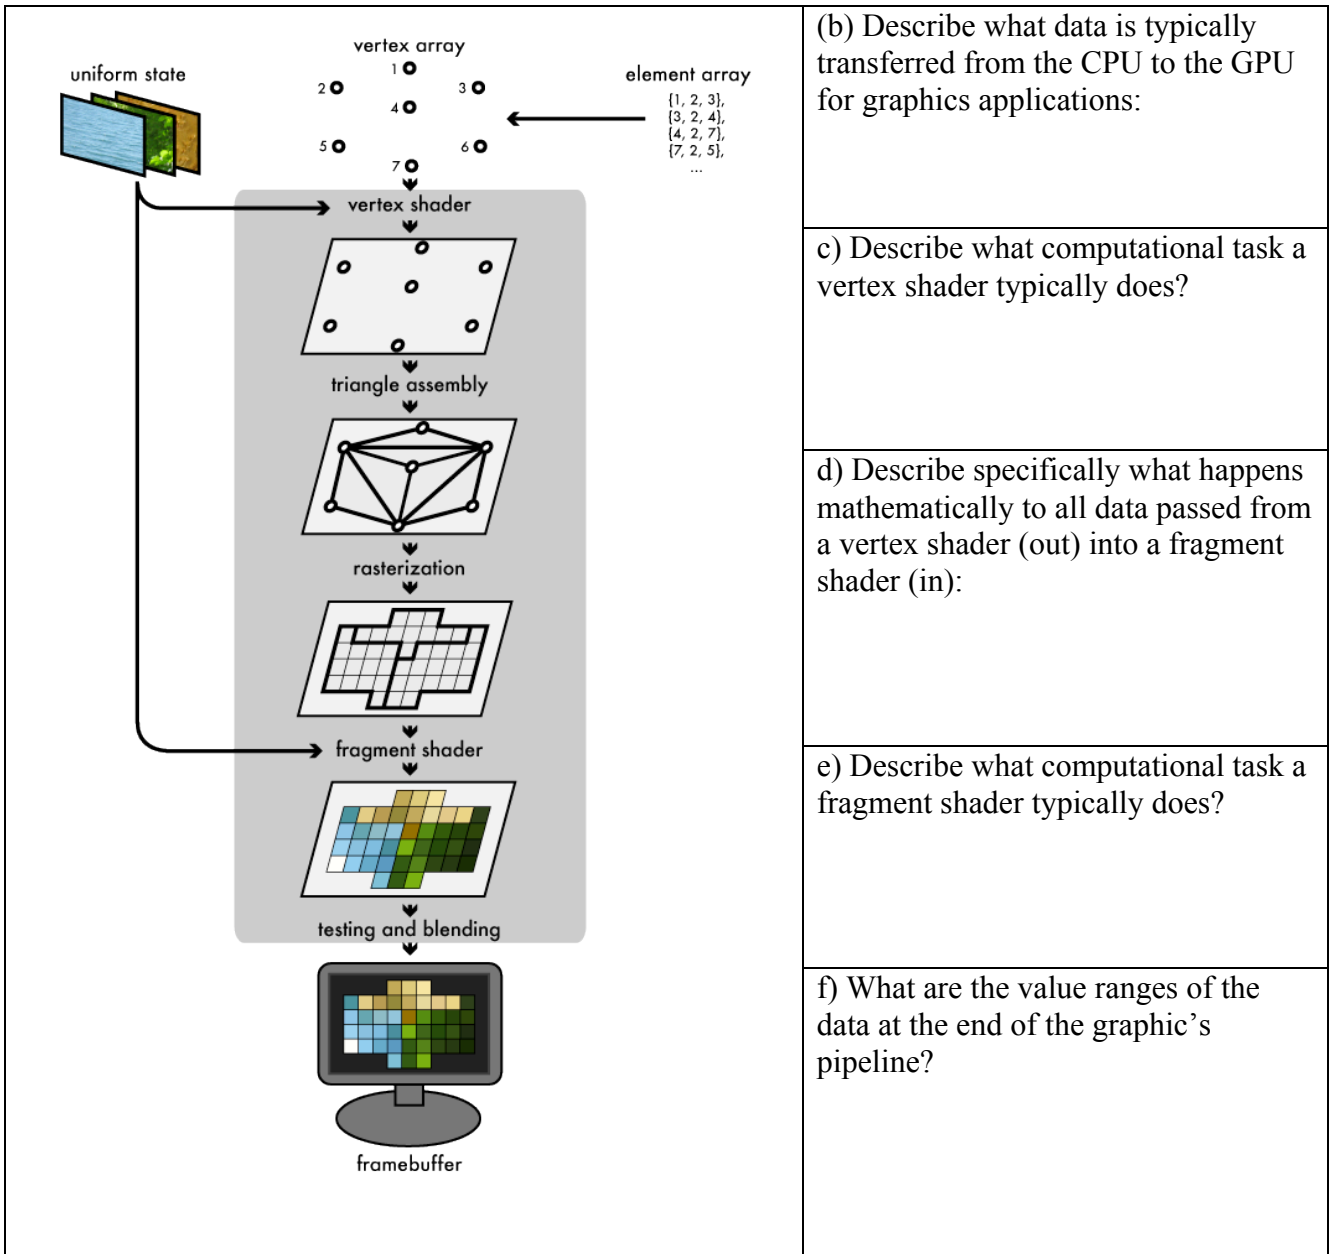 vertex array
uniform state
element array
1
2
3
4
5
6
7
{1, 2, 3},
{3, 2, 4},
{4, 2, 7},
{7, 2, 5},
...
vertex shader
triangle assembly
rasterization
fragment shader
testing and blending
framebuffer
(b) Describe what data is typically
transferred from the CPU to the GPU
for graphics applications:
c) Describe what computational task a
vertex shader typically does?
d) Describe specifically what happens
mathematically to all data passed from
a vertex shader (out) into a fragment
shader (in):
e) Describe what computational task a
fragment shader typically does?
f) What are the value ranges of the
data at the end of the graphic’s
pipeline?